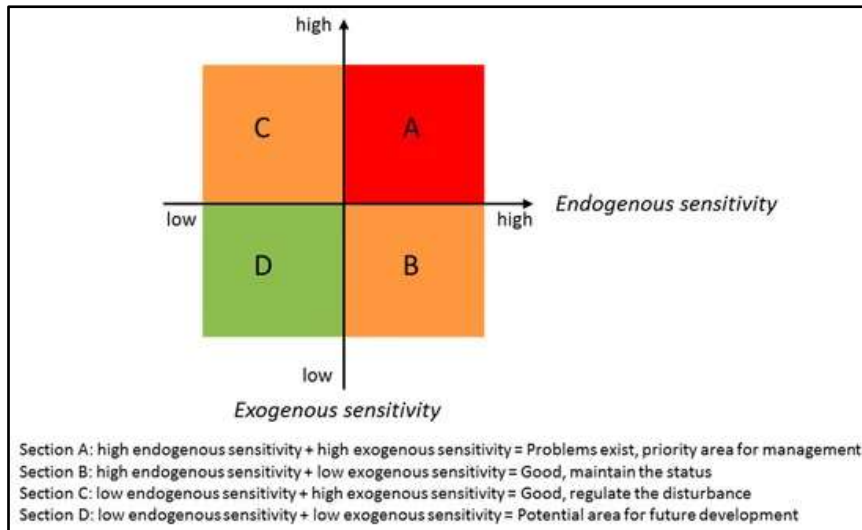 high
C A
low high Endogenous sensitivity
D B
low
Exogenous sensitivity
Section A: high endogenous sensitivity + high exogenous sensitivity = Problems exist, priority area for management
Section B: high endogenous sensitivity + low exogenous sensitivity = Good, maintain the status
Section C: low endogenous sensitivity + high exogenous sensitivity = Good, regulate the disturbance
Section D: low endogenous sensitivity + low exogenous sensitivity = Potential area for future development